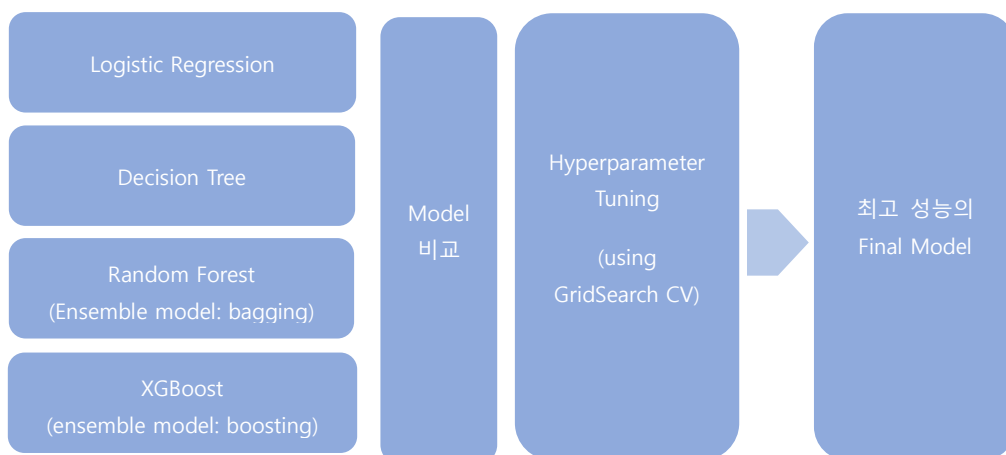 Logistic Regression
Decision Tree
Random Forest
(Ensemble model: bagging)
XGBoost
(ensemble model: boosting)
Model
비교
Hyperparameter
Tuning
(using
GridSearch CV)
최고 성능의
Final Model